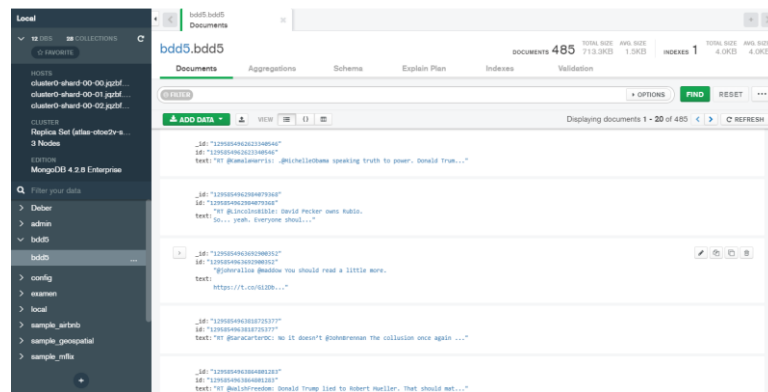 Local
12 DBS 28 COLLECTIONS
FAVORITE
HOSTS
cluster0-shard-00-00.jqzbf...
cluster0-shard-00-01.jqzbf...
cluster0-shard-00-02.jqzbf...
CLUSTER
Replica Set (atlas-otoe2v-s...
3 Nodes
EDITION
MongoDB 4.2.8 Enterprise
Filter your data
Deber
admin
bdd5
bdd5 ...
config
examen
local
sample_airbnb
sample_geospatial
sample_mflix
bdd5.bdd5
Documents
bdd5.bdd5
DOCUMENTS 485 TOTAL SIZE 713.3KB AVG. SIZE 1.5KB INDEXES 1 TOTAL SIZE 4.0KB AVG. SIZE 4.0KB
Documents Aggregations Schema Explain Plan Indexes Validation
FILTER OPTIONS FIND RESET ...
ADD DATA VIEW {} Displaying documents 1 - 20 of 485 < > REFRESH
_id: "1295854962623340546"
id: "1295854962623340546"
text: "RT @KamalaHarris: .@MichelleObama speaking truth to power. Donald Trum..."
_id: "1295854962984079368"
id: "1295854962984079368"
"RT @LincolnsBible: David Pecker owns Rubio.
text:
So... yeah. Everyone shoul..."
_id: "1295854963692900352"
id: "1295854963692900352"
"@johnrailoa @maddow You should read a little more.
text:
https://t.co/Gi2Db..."
_id: "1295854963818725377"
id: "1295854963818725377"
text: "RT @SaraCarterDC: No it doesn't @JohnBrennan The collusion once again ..."
_id: "1295854963864801283"
id: "1295854963864801283"
text: "RT @WalshFreedom: Donald Trump lied to Robert Mueller. That should mat..."